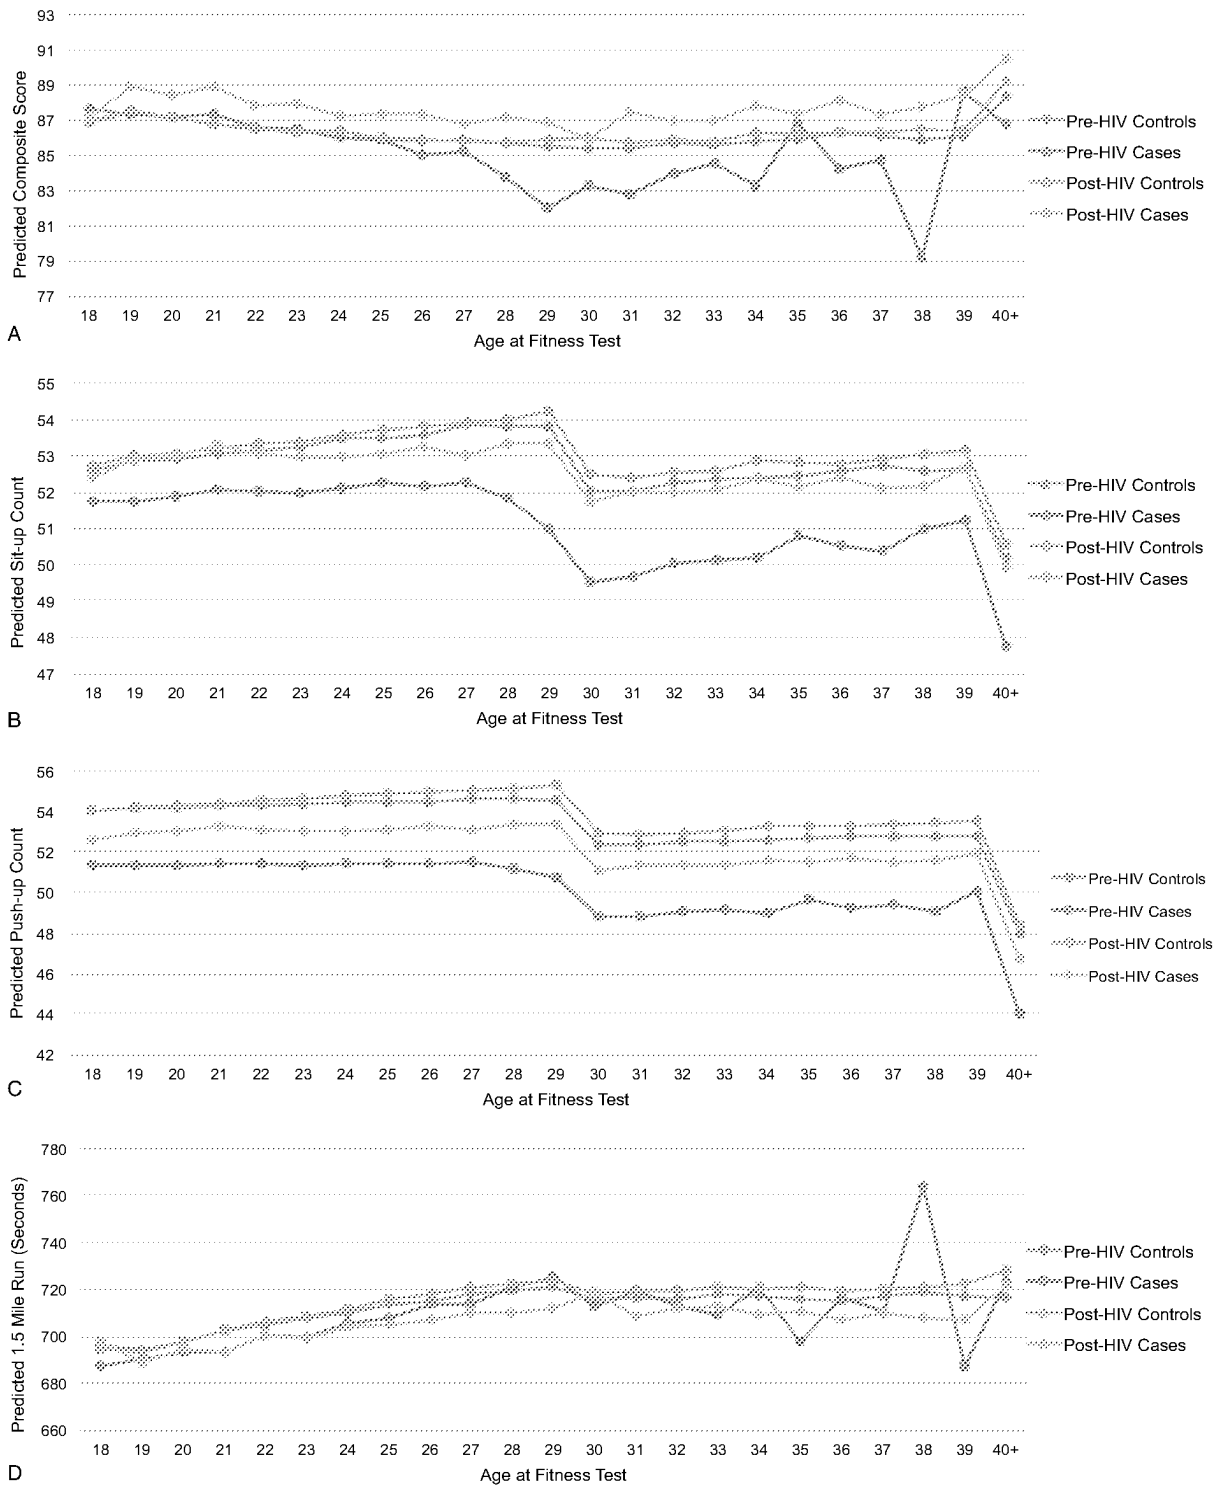 93
91
89
87
85
83
81
79
77
Predicted Composite Score
18 19 20 21 22 23 24 25 26 27 28 29 30 31 32 33 34 35 36 37 38 39 40+
Age at Fitness Test
Pre-HIV Controls
Pre-HIV Cases
Post-HIV Controls
Post-HIV Cases
A
55
54
53
52
51
50
49
48
47
Predicted Sit-up Count
18 19 20 21 22 23 24 25 26 27 28 29 30 31 32 33 34 35 36 37 38 39 40+
Age at Fitness Test
Pre-HIV Controls
Pre-HIV Cases
Post-HIV Controls
Post-HIV Cases
B
56
54
52
50
48
46
44
42
Predicted Push-up Count
18 19 20 21 22 23 24 25 26 27 28 29 30 31 32 33 34 35 36 37 38 39 40+
Age at Fitness Test
Pre-HIV Controls
Pre-HIV Cases
Post-HIV Controls
Post-HIV Cases
C
780
760
740
720
700
680
660
Predicted 1.5 Mile Run (Seconds)
18 19 20 21 22 23 24 25 26 27 28 29 30 31 32 33 34 35 36 37 38 39 40+
Age at Fitness Test
Pre-HIV Controls
Pre-HIV Cases
Post-HIV Controls
Post-HIV Cases
D